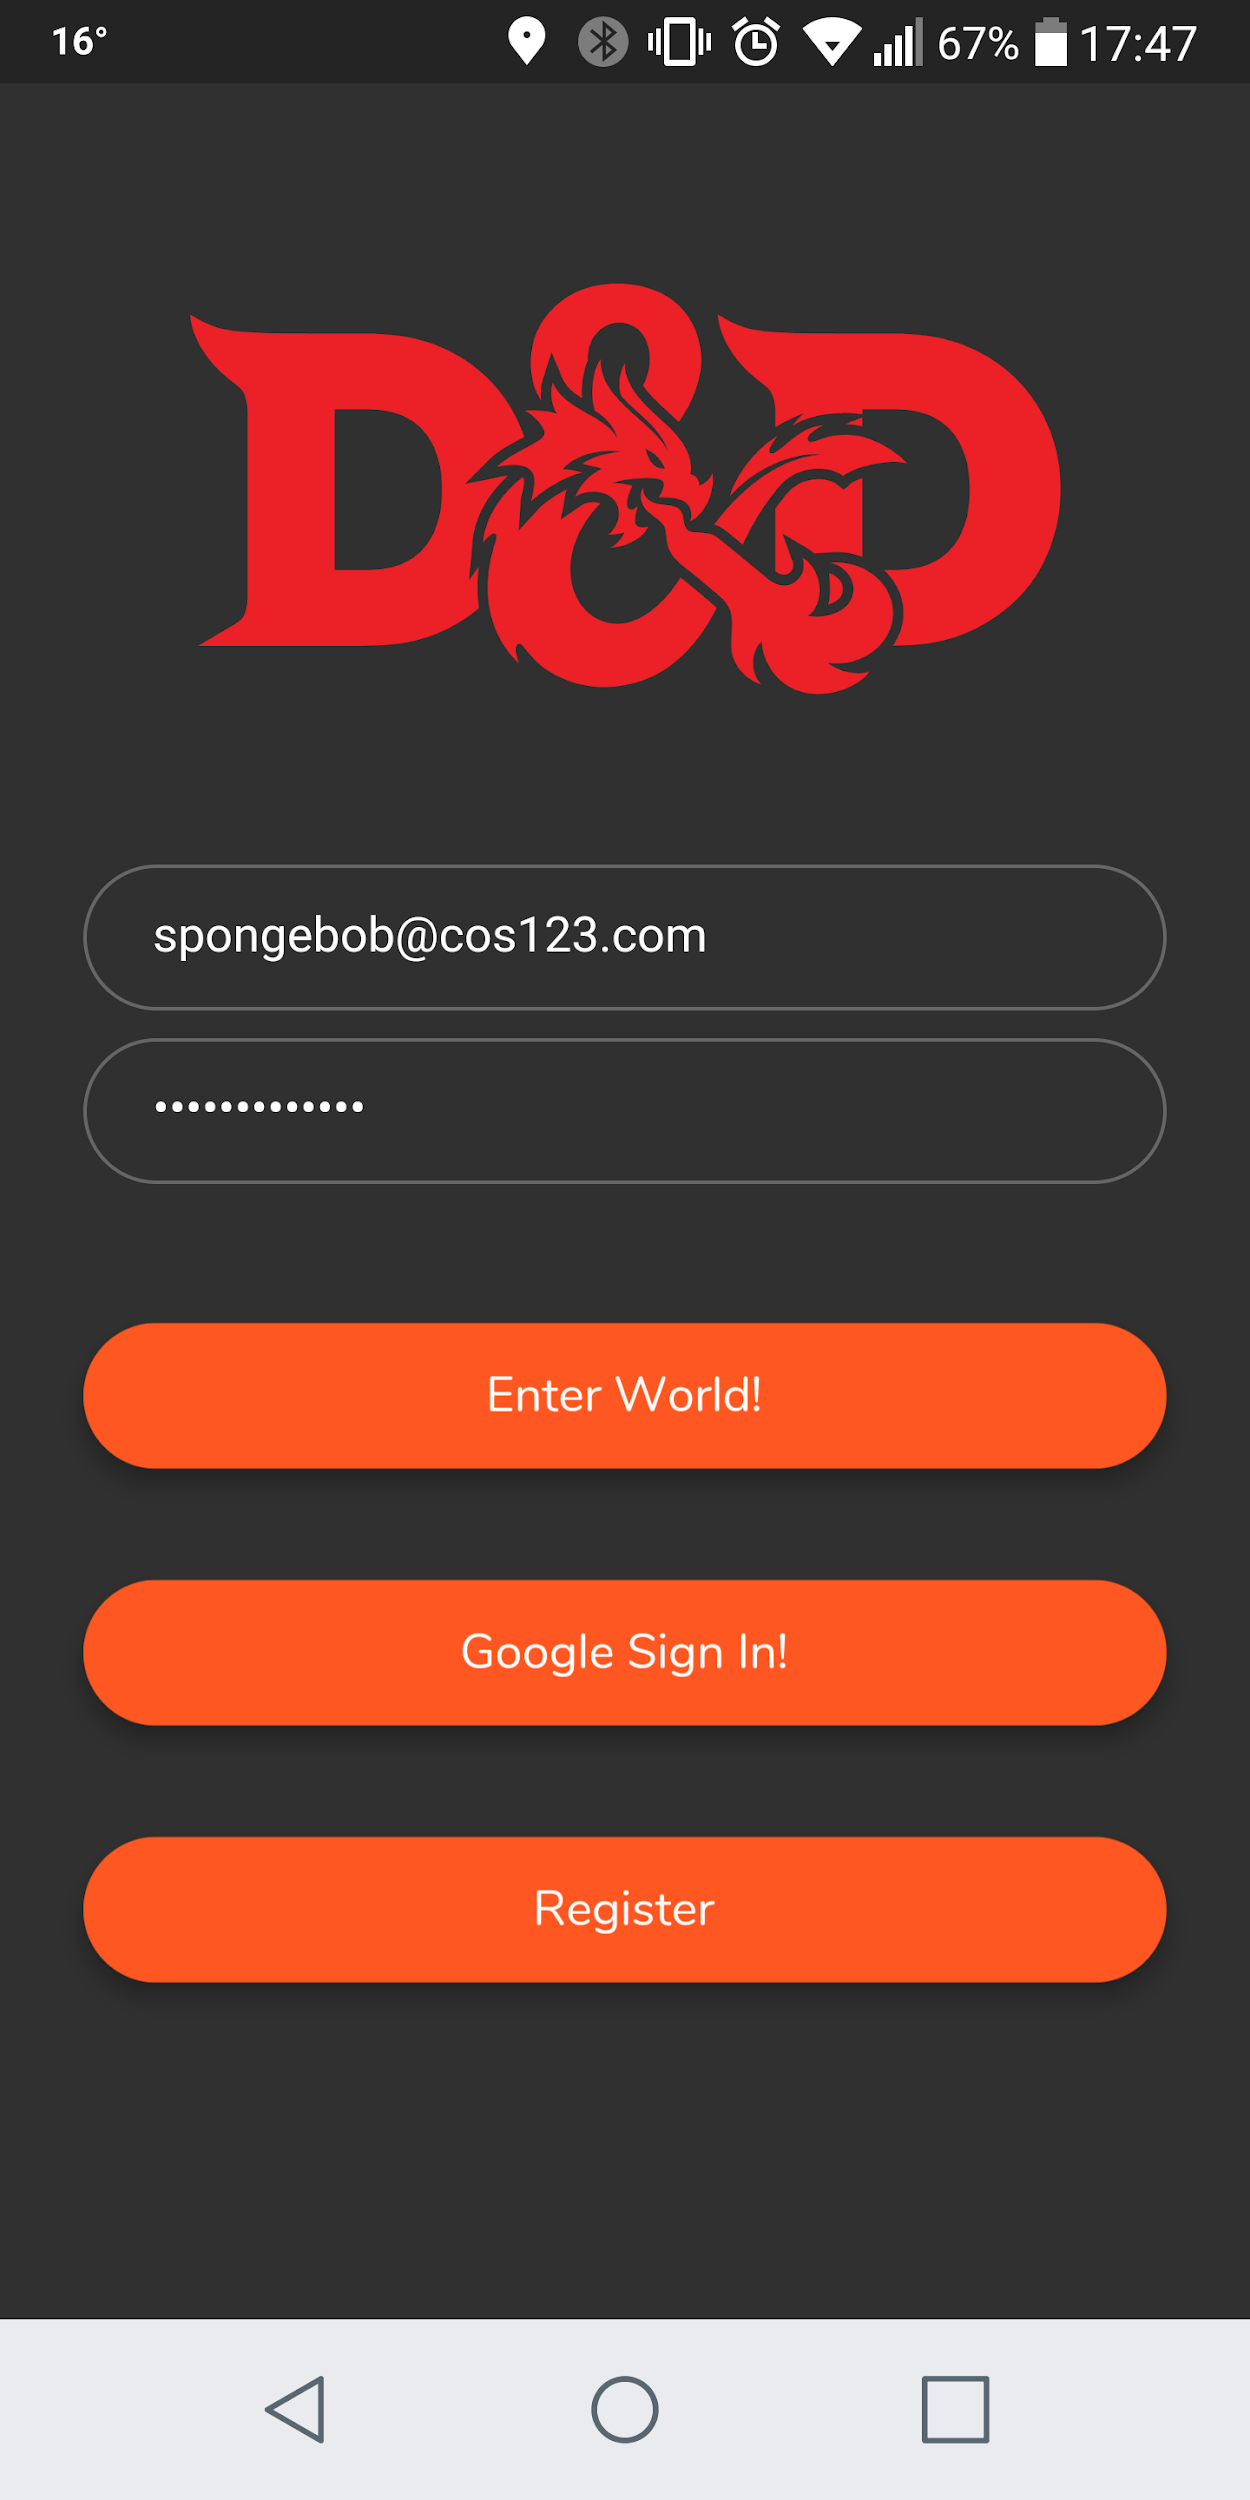 16° 67% 17:47
D&D
spongebob@cos123.com
•••••••••••••
Enter World!
Google Sign In!
Register